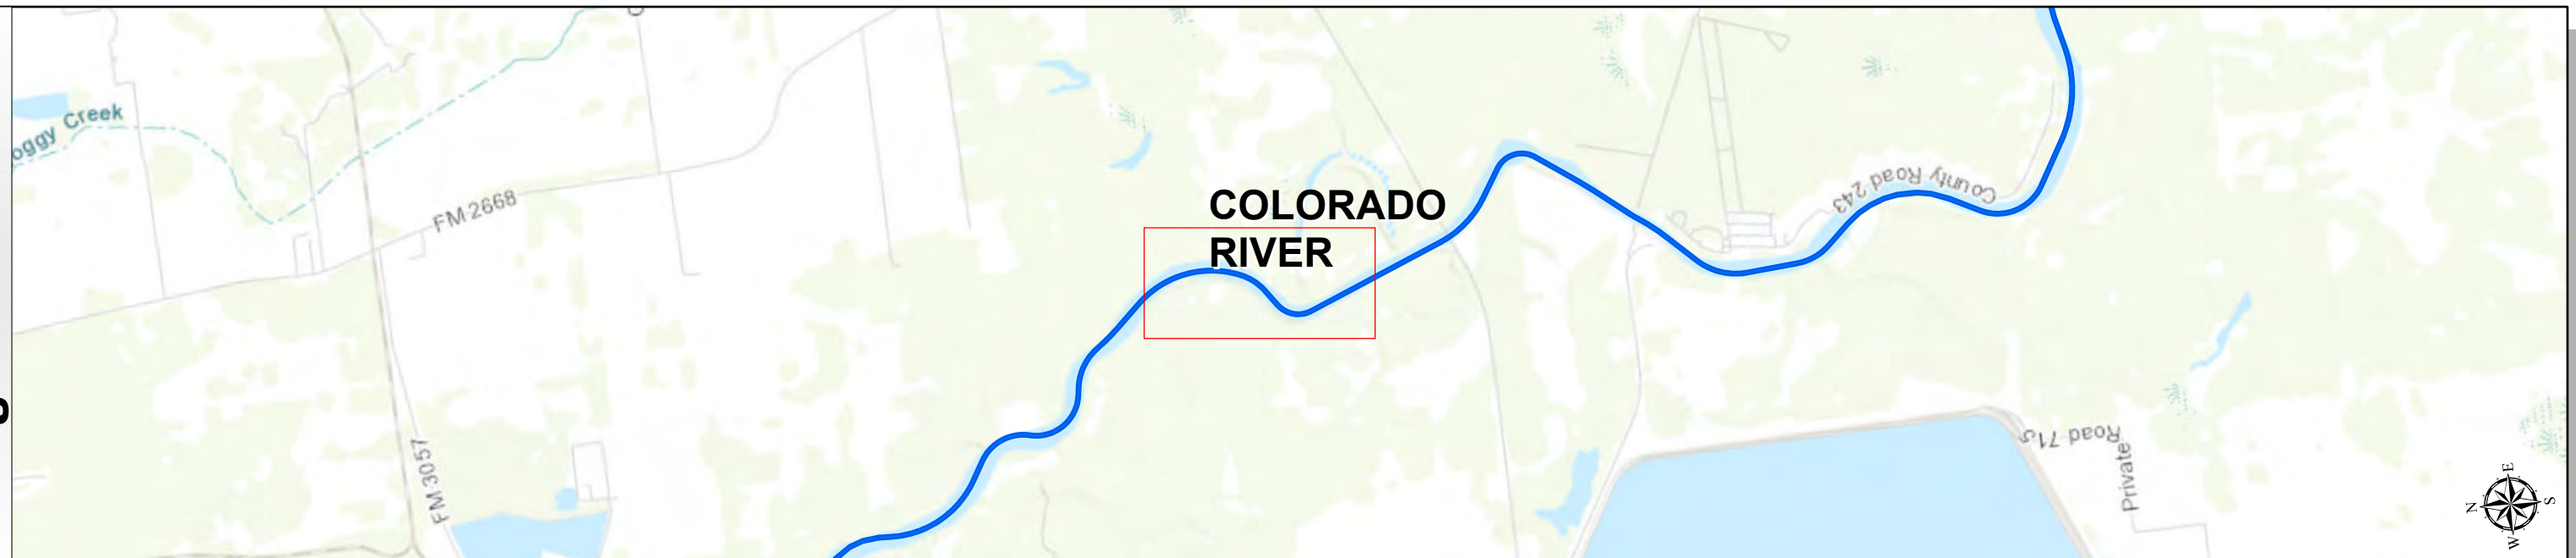 oggy Creek
FM 2668
COLORADO
RIVER
County Road 243
FM 3057
Road 715
Private
E
N
S
W